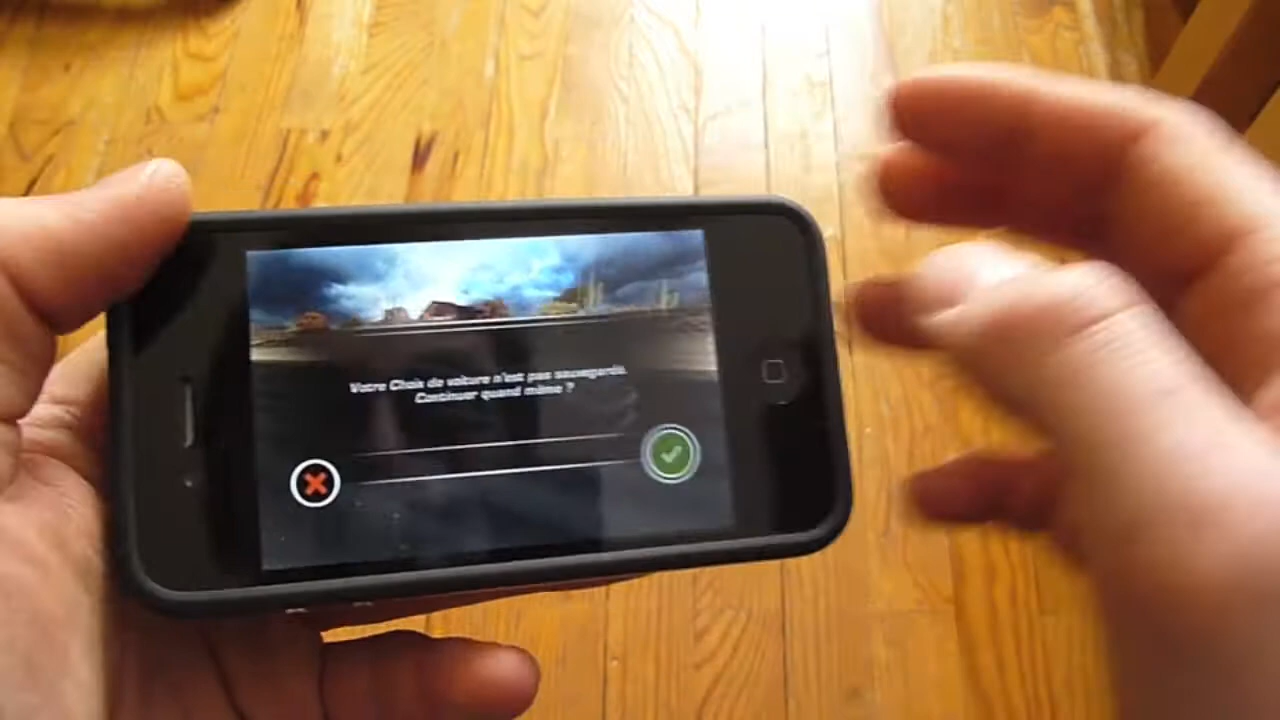 Votre Choix de voiture n'est pas sauvegardé.
Continuer quand même ?